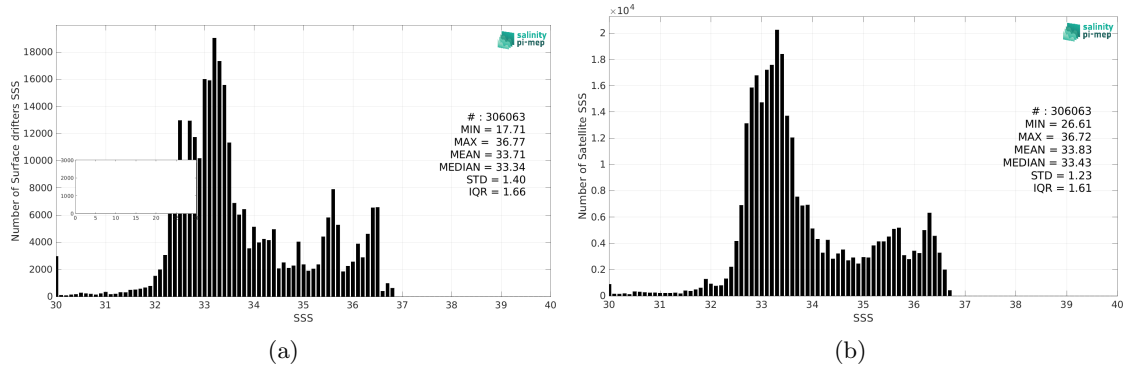 salinity
pi-mep
Number of Surface drifters SSS
18000
16000
14000
12000
10000
8000
6000
4000
2000
0
# : 306063
MIN = 17.71
MAX = 36.77
MEAN = 33.71
MEDIAN = 33.34
STD = 1.40
IQR = 1.66
3000
2000
1000
0
0 5 10 15 20
30 31 32 33 34 35 36 37 38 39 40
SSS
(a)
×10⁴
salinity
pi-mep
Number of Satellite SSS
2
1.8
1.6
1.4
1.2
1
0.8
0.6
0.4
0.2
0
# : 306063
MIN = 26.61
MAX = 36.72
MEAN = 33.83
MEDIAN = 33.43
STD = 1.23
IQR = 1.61
30 31 32 33 34 35 36 37 38 39 40
SSS
(b)